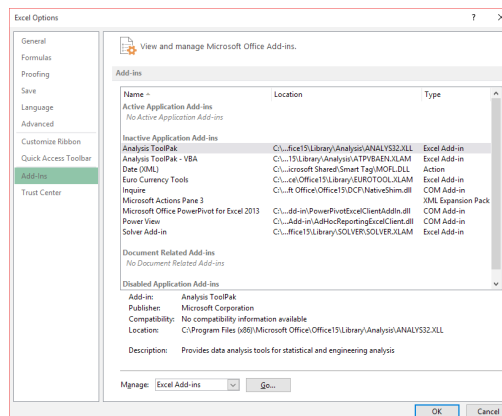 Excel Options
?
General
Formulas
Proofing
Save
Language
Advanced
Customize Ribbon
Quick Access Toolbar
Add-Ins
Trust Center
View and manage Microsoft Office Add-ins.
Add-ins
Name Location Type
Active Application Add-ins
No Active Application Add-ins
Inactive Application Add-ins
Analysis ToolPak C:\...fice15\Library\Analysis\ANALYS32.XLL Excel Add-in
Analysis ToolPak - VBA C:\...15\Library\Analysis\ATPVBAEN.XLAM Excel Add-in
Date (XML) C:\...icrosoft Shared\Smart Tag\MOFL.DLL Action
Euro Currency Tools C:\...ce\Office15\Library\EUROTOOL.XLAM Excel Add-in
Inquire C:\...ft Office\Office15\DCF\NativeShim.dll COM Add-in
Microsoft Actions Pane 3 XML Expansion Pack
Microsoft Office PowerPivot for Excel 2013 C:\...dd-in\PowerPivotExcelClientAddIn.dll COM Add-in
Power View C:\...Add-in\AdHocReportingExcelClient.dll COM Add-in
Solver Add-in C:\...ffice15\Library\SOLVER\SOLVER.XLAM Excel Add-in
Document Related Add-ins
No Document Related Add-ins
Disabled Application Add-ins
Add-in: Analysis ToolPak
Publisher: Microsoft Corporation
Compatibility: No compatibility information available
Location: C:\Program Files (x86)\Microsoft Office\Office15\Library\Analysis\ANALYS32.XLL
Description: Provides data analysis tools for statistical and engineering analysis
Manage: Excel Add-ins Go...
OK Cancel